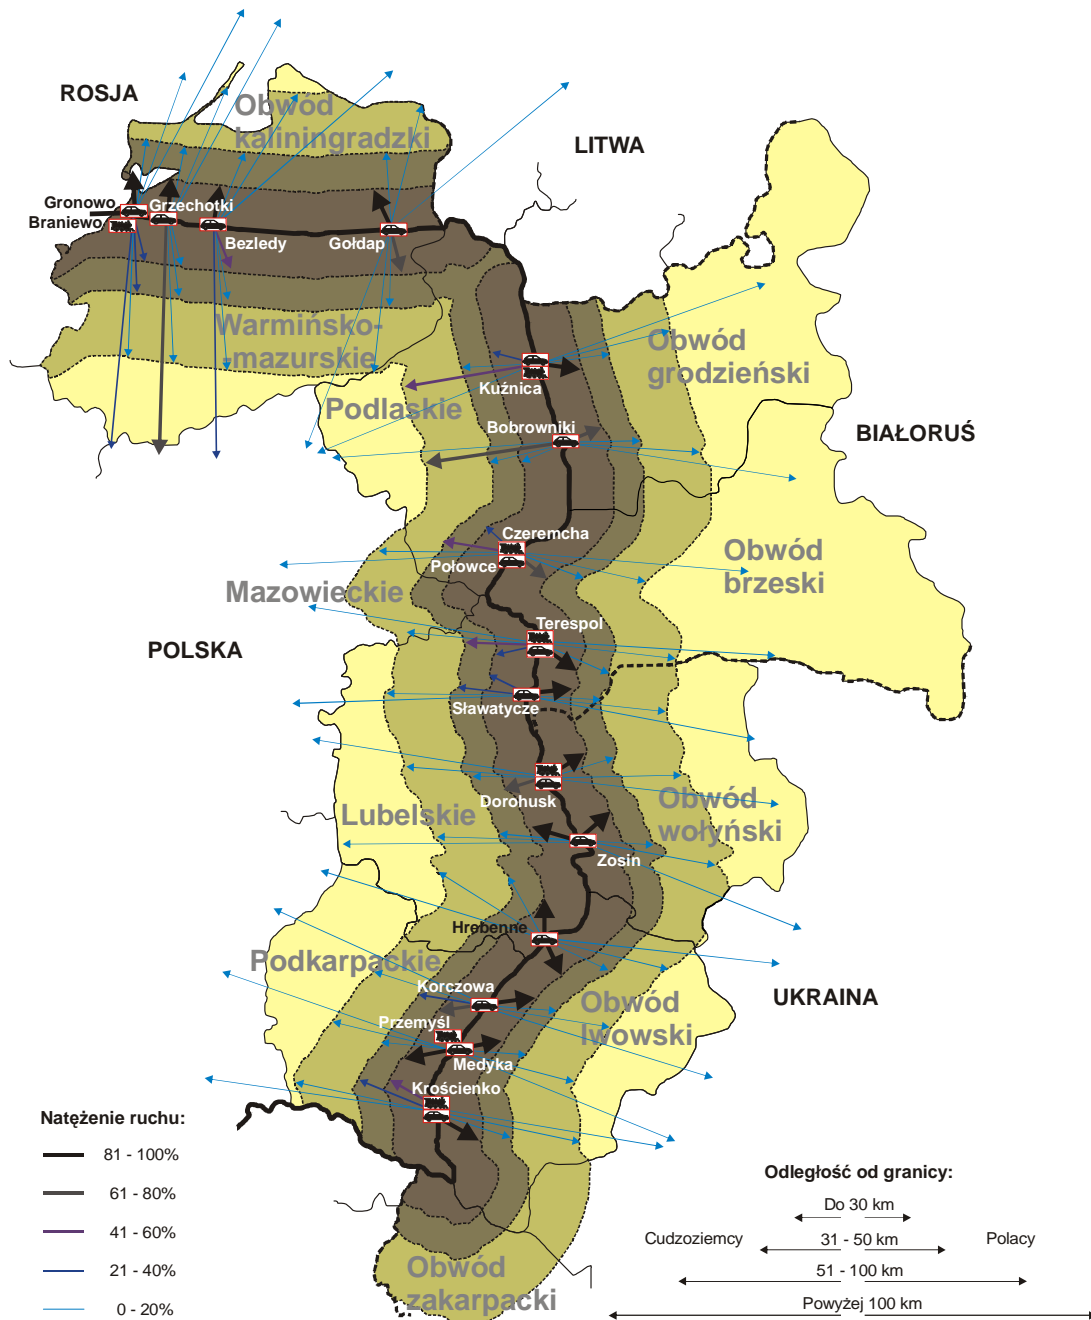 ROSJA
Obwód
kaliningradzki
LITWA
Gronowo
Grzechotki
Braniewo
Bezledy
Gołdap
Warmińsko-
-mazurskie
Obwód
grodzieński
Kuźnica
Podlaskie
Bobrowniki
BIAŁORUŚ
Czeremcha
Obwód
brzeski
Połowce
Mazowieckie
Terespol
POLSKA
Sławatycze
Dorohusk
Obwód
wołyński
Lubelskie
Zosin
Hrebenne
Podkarpackie
Korczowa
Obwód
lwowski
UKRAINA
Przemyśl
Medyka
Krościenko
Natężenie ruchu:
81 - 100%
61 - 80%
41 - 60%
21 - 40%
0 - 20%
Odległość od granicy:
Do 30 km
Cudzoziemcy
31 - 50 km
Polacy
51 - 100 km
Powyżej 100 km
Obwód
zakarpacki